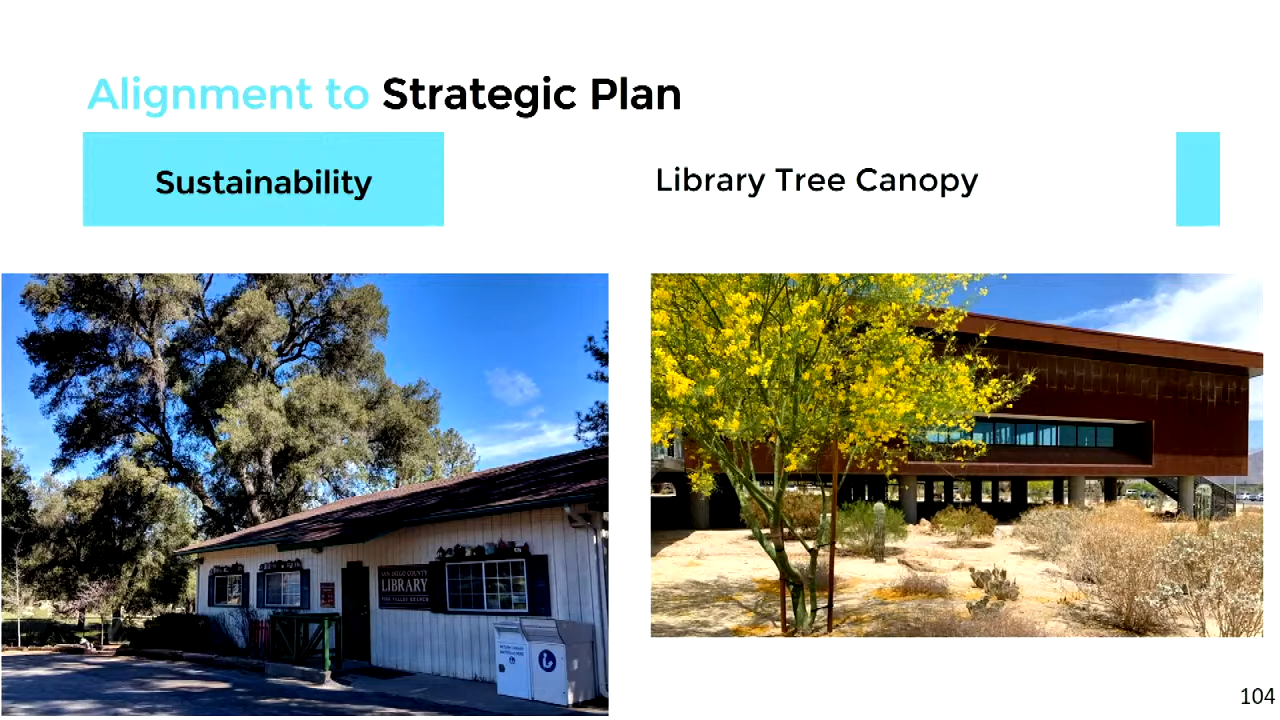 Alignment to Strategic Plan
Sustainability
Library Tree Canopy
SAN DIEGO COUNTY
LIBRARY
PINE VALLEY BRANCH
104